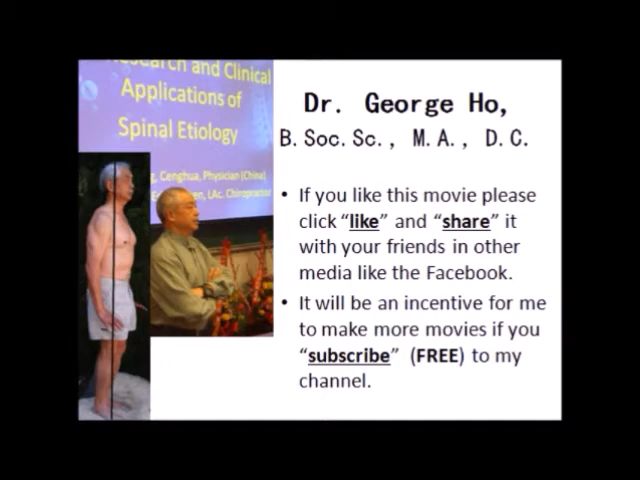 Research and Clinical
Applications of
Spinal Etiology
Cenghua, Physician (China)
LAc. Chiropractor
Dr. George Ho,
B.Soc.Sc., M.A., D.C.
• If you like this movie please
click “like” and “share” it
with your friends in other
media like the Facebook.
• It will be an incentive for me
to make more movies if you
“subscribe” (FREE) to my
channel.